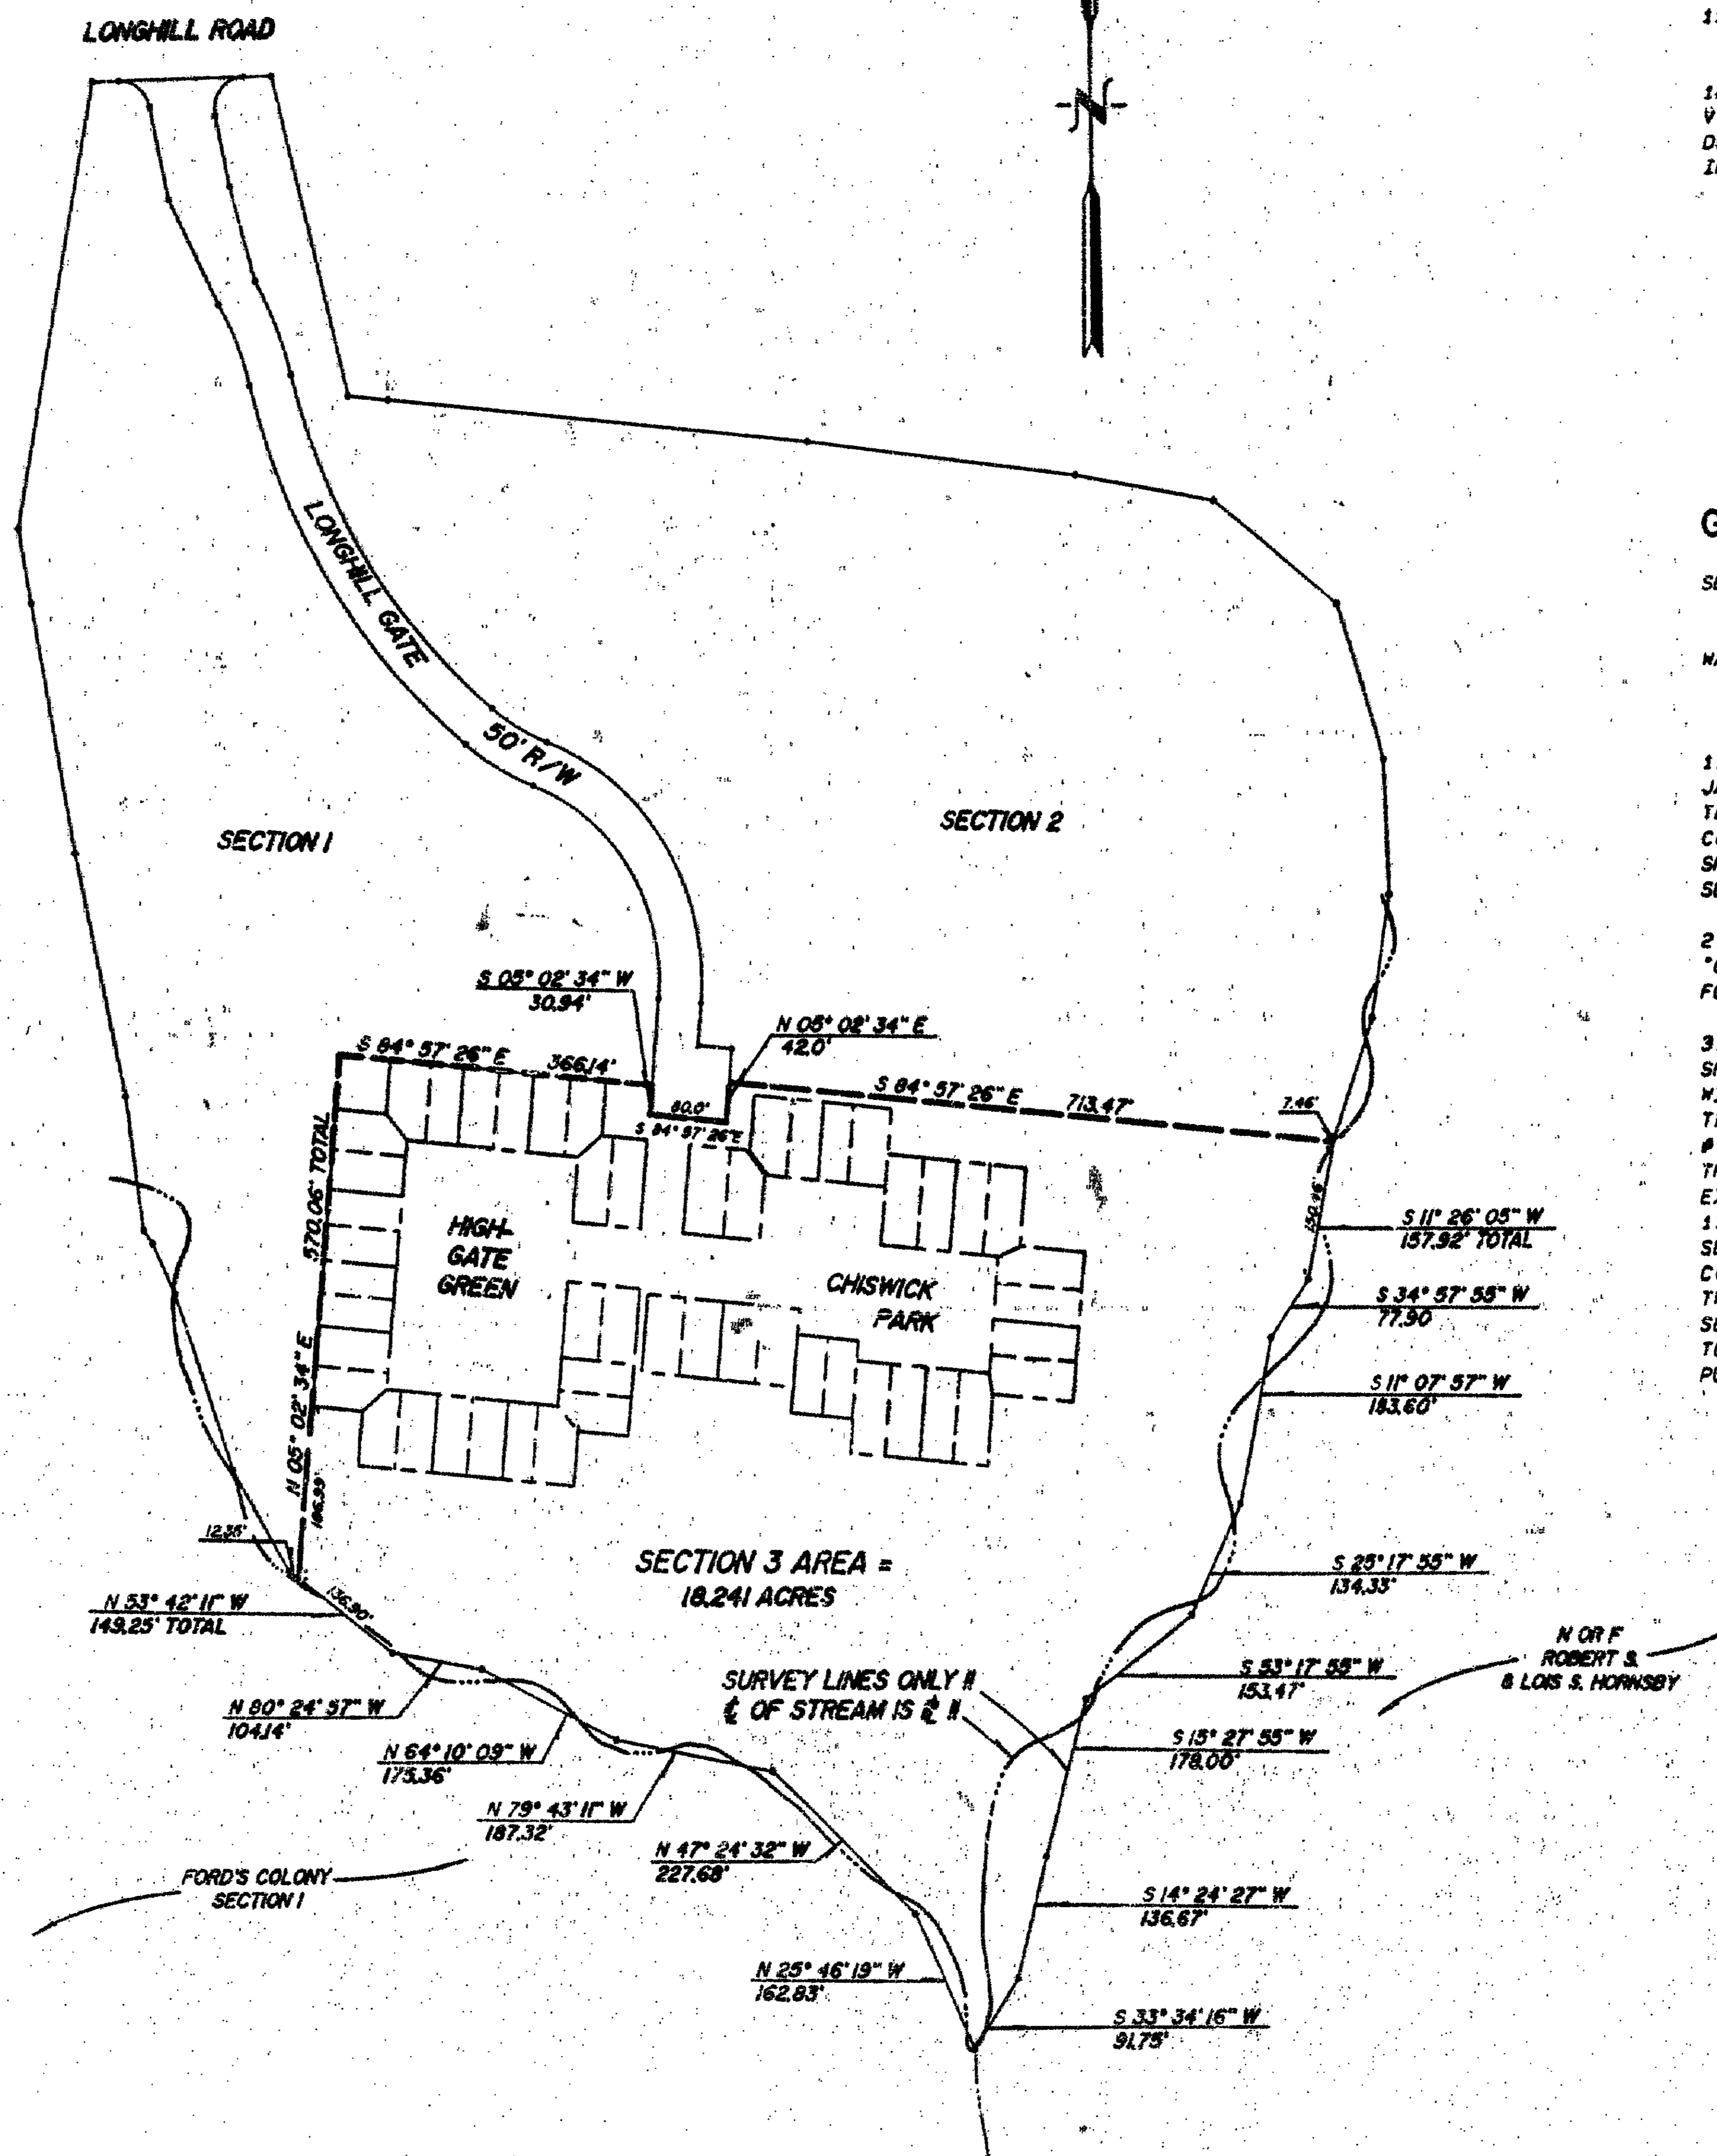 LONGHILL ROAD
N
LONGHILL GATE
50' R/W
SECTION 1
SECTION 2
S 05° 02' 34" W
30.94'
N 05° 02' 34" E
42.0'
S 84° 57' 26" E 366.14'
80.0'
S 84° 57' 26" E
S 84° 57' 26" E 713.47'
7.46'
150.46'
S 11° 26' 05" W
157.92' TOTAL
S 34° 57' 55" W
77.90
S 11° 07' 57" W
183.60'
570.06' TOTAL
N 05° 02' 34" E
HIGH-
GATE
GREEN
CHISWICK
PARK
12.35'
136.90'
N 53° 42' 11" W
149.25' TOTAL
SECTION 3 AREA =
18.241 ACRES
S 25° 17' 55" W
134.33'
N OR F
ROBERT S.
& LOIS S. HORNSBY
S 53° 17' 55" W
153.47'
SURVEY LINES ONLY !!
℄ OF STREAM IS ⅊ !!
S 15° 27' 55" W
178.00'
N 80° 24' 57" W
104.14'
N 64° 10' 09" W
175.36'
N 79° 43' 11" W
187.32'
N 47° 24' 32" W
227.68'
FORD'S COLONY
SECTION 1
S 14° 24' 27" W
136.67'
N 25° 46' 19" W
162.83'
S 33° 34' 16" W
91.75'